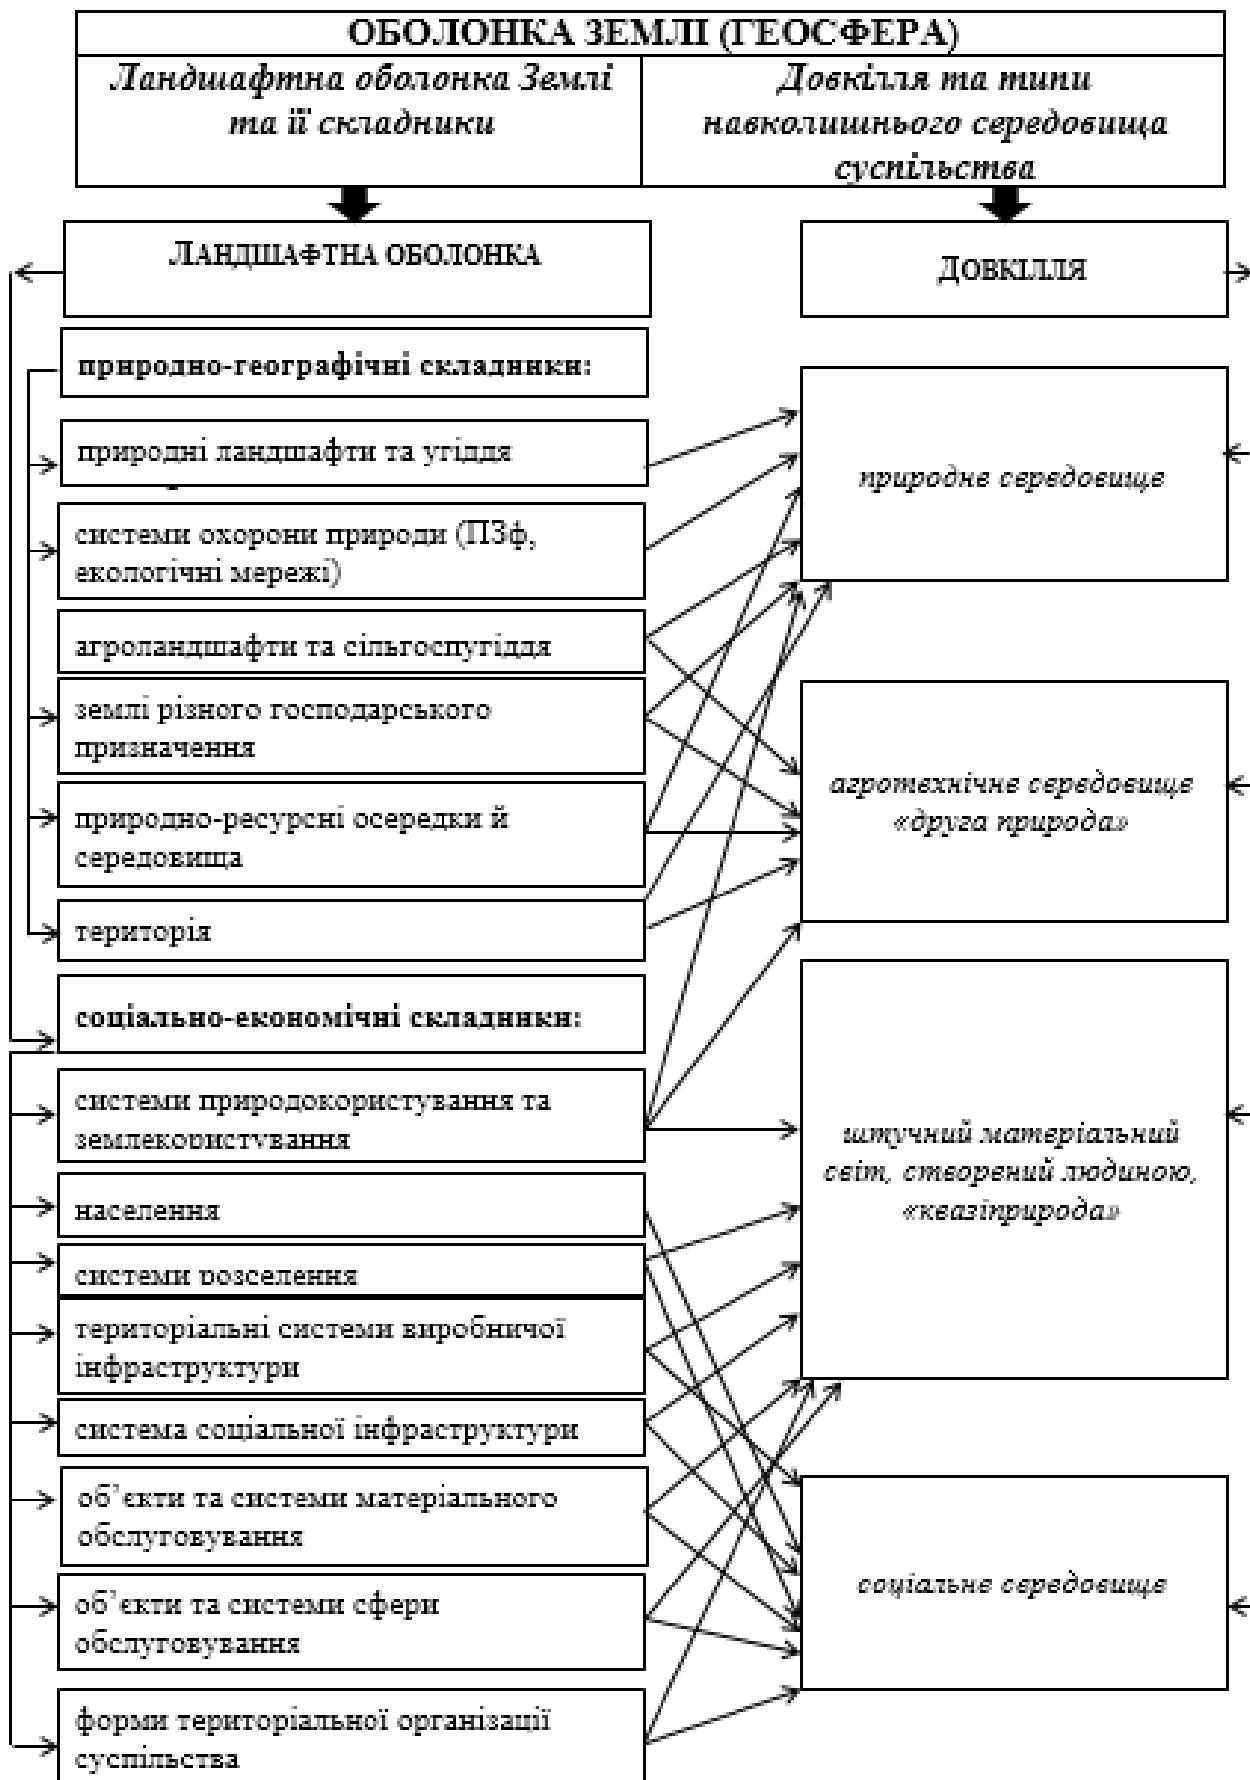 ОБОЛОНКА ЗЕМЛІ (ГЕОСФЕРА)
Ландшафтна оболонка Землі
та її складники
Довкілля та типи
навколишнього середовища
суспільства
ЛАНДШАФТНА ОБОЛОНКА
природно-географічні складники:
природні ландшафти та угіддя
системи охорони природи (ПЗф,
екологічні мережі)
агроландшафти та сільгоспугіддя
землі різного господарського
призначення
природно-ресурсні осередки й
середовища
територія
соціально-економічні складники:
системи природокористування та
землекористування
населення
системи розселення
територіальні системи виробничої
інфраструктури
система соціальної інфраструктури
об’єкти та системи матеріального
обслуговування
об’єкти та системи сфери
обслуговування
форми територіальної організації
суспільства
ДОВКІЛЛЯ
природне середовище
агротехнічне середовище
«друга природа»
штучний матеріальний
світ, створений людиною,
«квазіприрода»
соціальне середовище